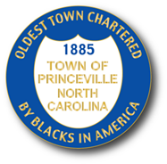 OLDEST TOWN CHARTERED
1885
TOWN OF
PRINCEVILLE
NORTH
CAROLINA
BY BLACKS IN AMERICA